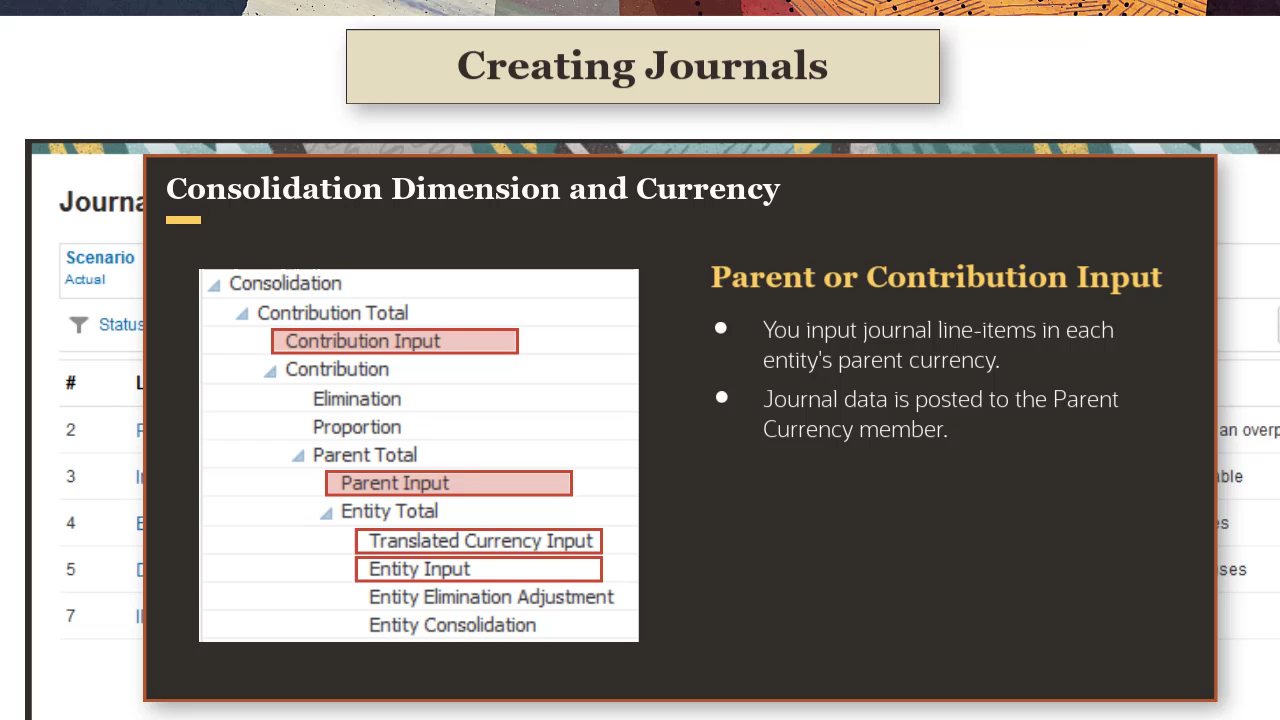 Creating Journals
Consolidation Dimension and Currency
Scenario
Actual
Status
#
2
3
4
5
7
Consolidation
Contribution Total
Contribution Input
Contribution
Elimination
Proportion
Parent Total
Parent Input
Entity Total
Translated Currency Input
Entity Input
Entity Elimination Adjustment
Entity Consolidation
Parent or Contribution Input
● You input journal line-items in each
entity's parent currency.
● Journal data is posted to the Parent
Currency member.
an